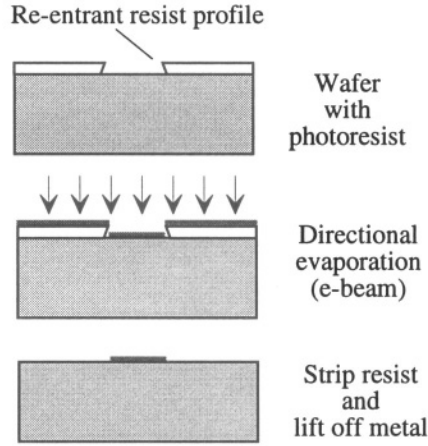 Re-entrant resist profile
Wafer
with
photoresist
Directional
evaporation
(e-beam)
Strip resist
and
lift off metal